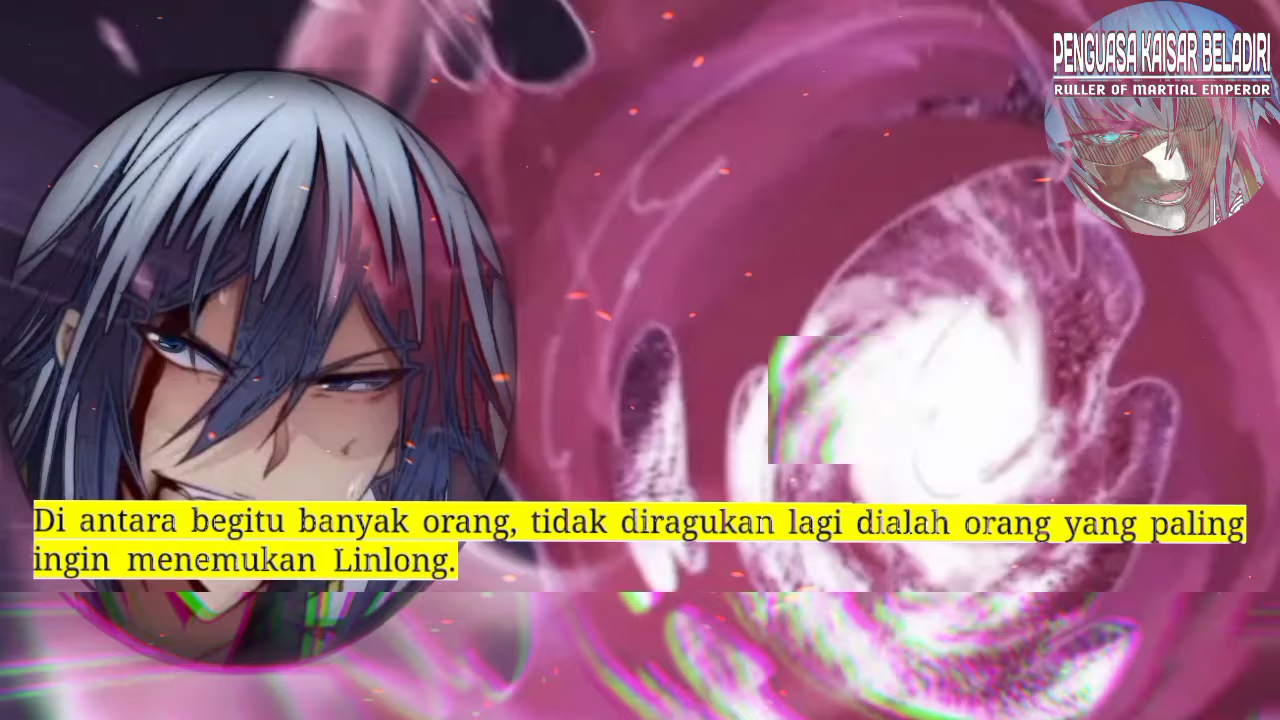 PENGUASA KAISAR BELADIRI
RULLER OF MARTIAL EMPEROR
Di antara begitu banyak orang, tidak diragukan lagi dialah orang yang paling
ingin menemukan Linlong.